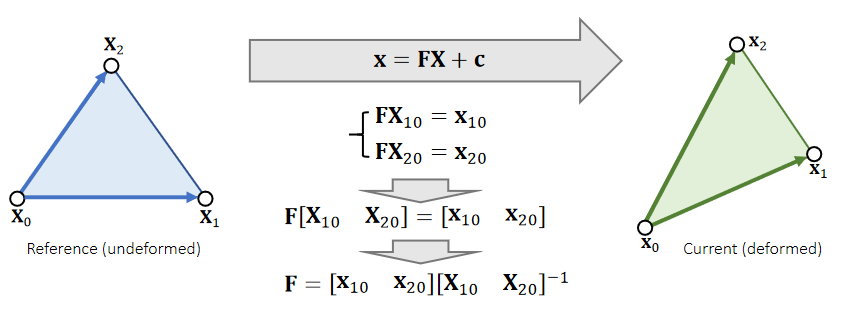 X₂
X₀
X₁
Reference (undeformed)
x = FX + c
FX₁₀ = x₁₀
FX₂₀ = x₂₀
F[X₁₀ X₂₀] = [x₁₀ x₂₀]
F = [x₁₀ x₂₀][X₁₀ X₂₀]⁻¹
x₂
x₁
x₀
Current (deformed)